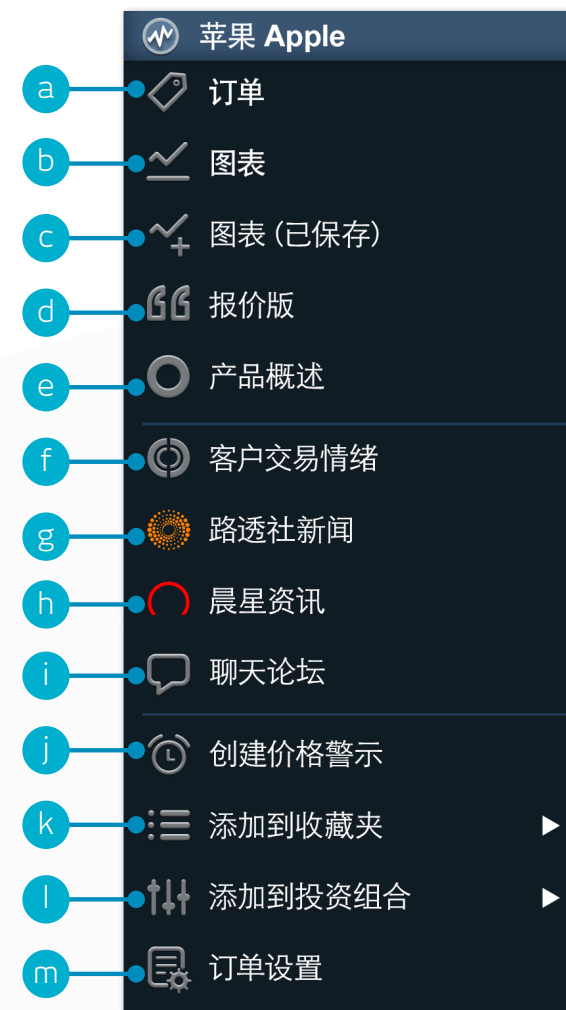 苹果 Apple
a 订单
b 图表
c 图表 (已保存)
d 报价版
e 产品概述
f 客户交易情绪
g 路透社新闻
h 晨星资讯
i 聊天论坛
j 创建价格警示
k 添加到收藏夹
l 添加到投资组合
m 订单设置